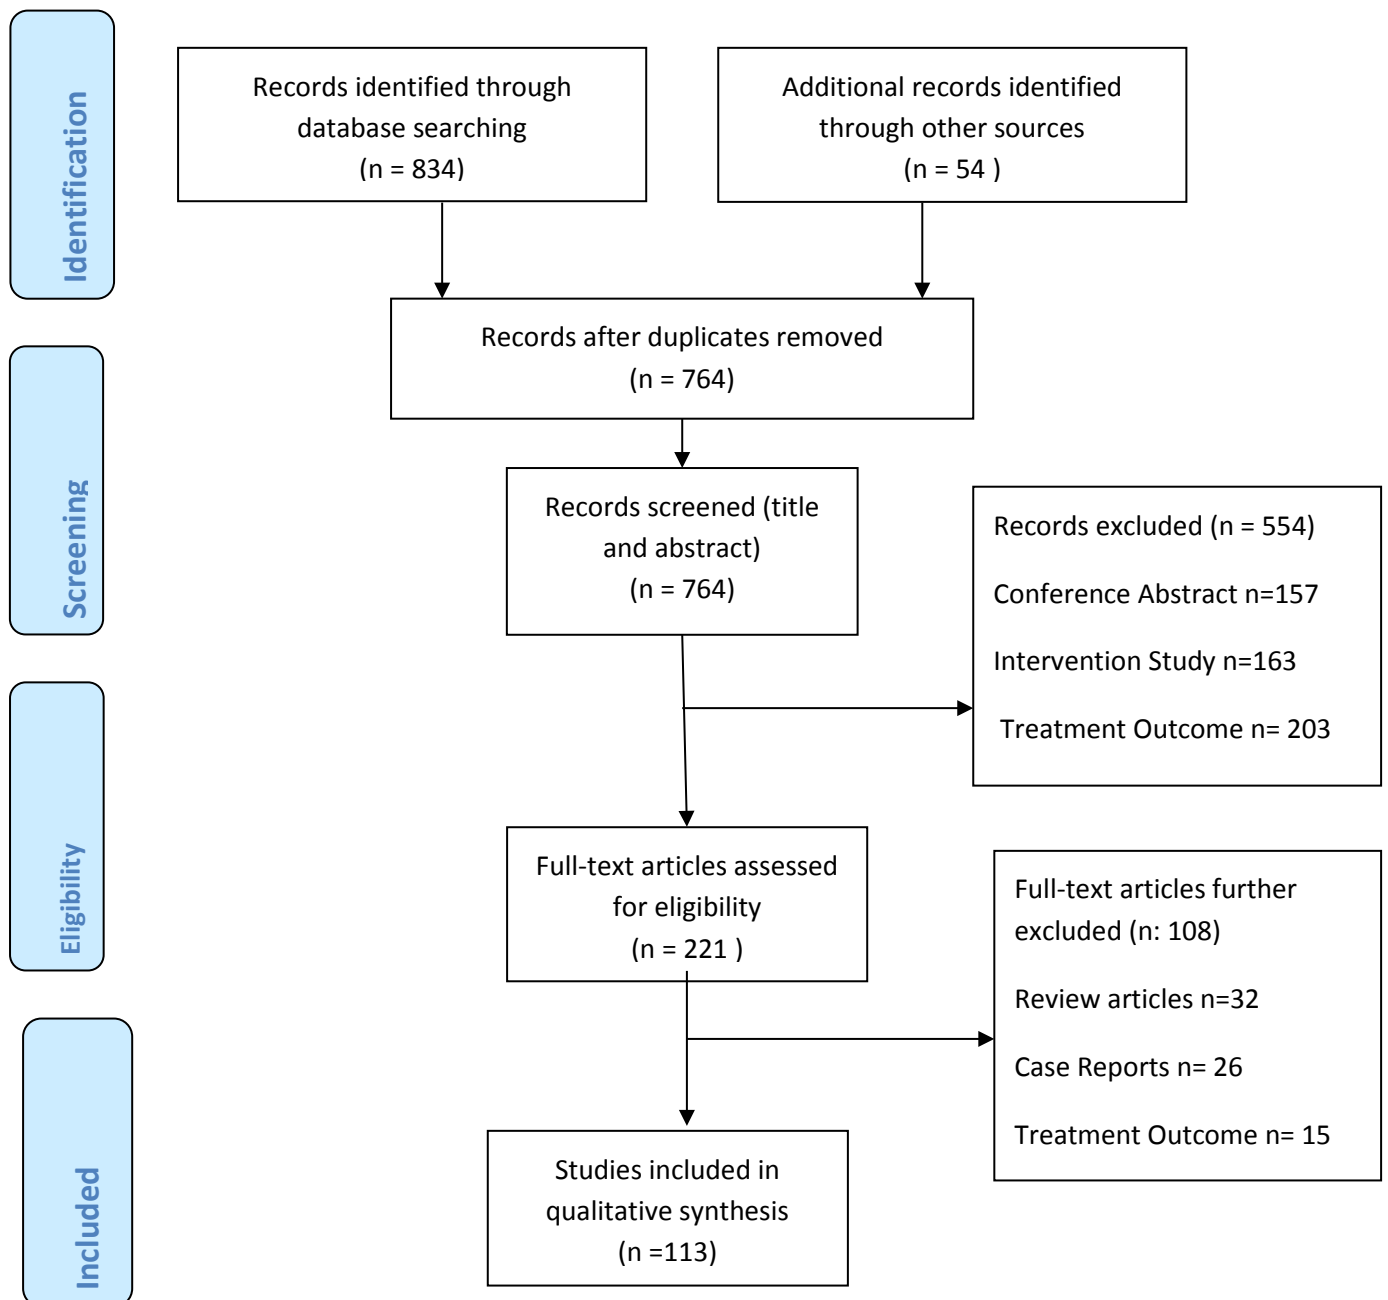 Identification
Records identified through
database searching
(n = 834)
Additional records identified
through other sources
(n = 54 )
Records after duplicates removed
(n = 764)
Screening
Records screened (title
and abstract)
(n = 764)
Records excluded (n = 554)
Conference Abstract n=157
Intervention Study n=163
Treatment Outcome n= 203
Eligibility
Full-text articles assessed
for eligibility
(n = 221 )
Full-text articles further
excluded (n: 108)
Review articles n=32
Case Reports n= 26
Treatment Outcome n= 15
Included
Studies included in
qualitative synthesis
(n =113)